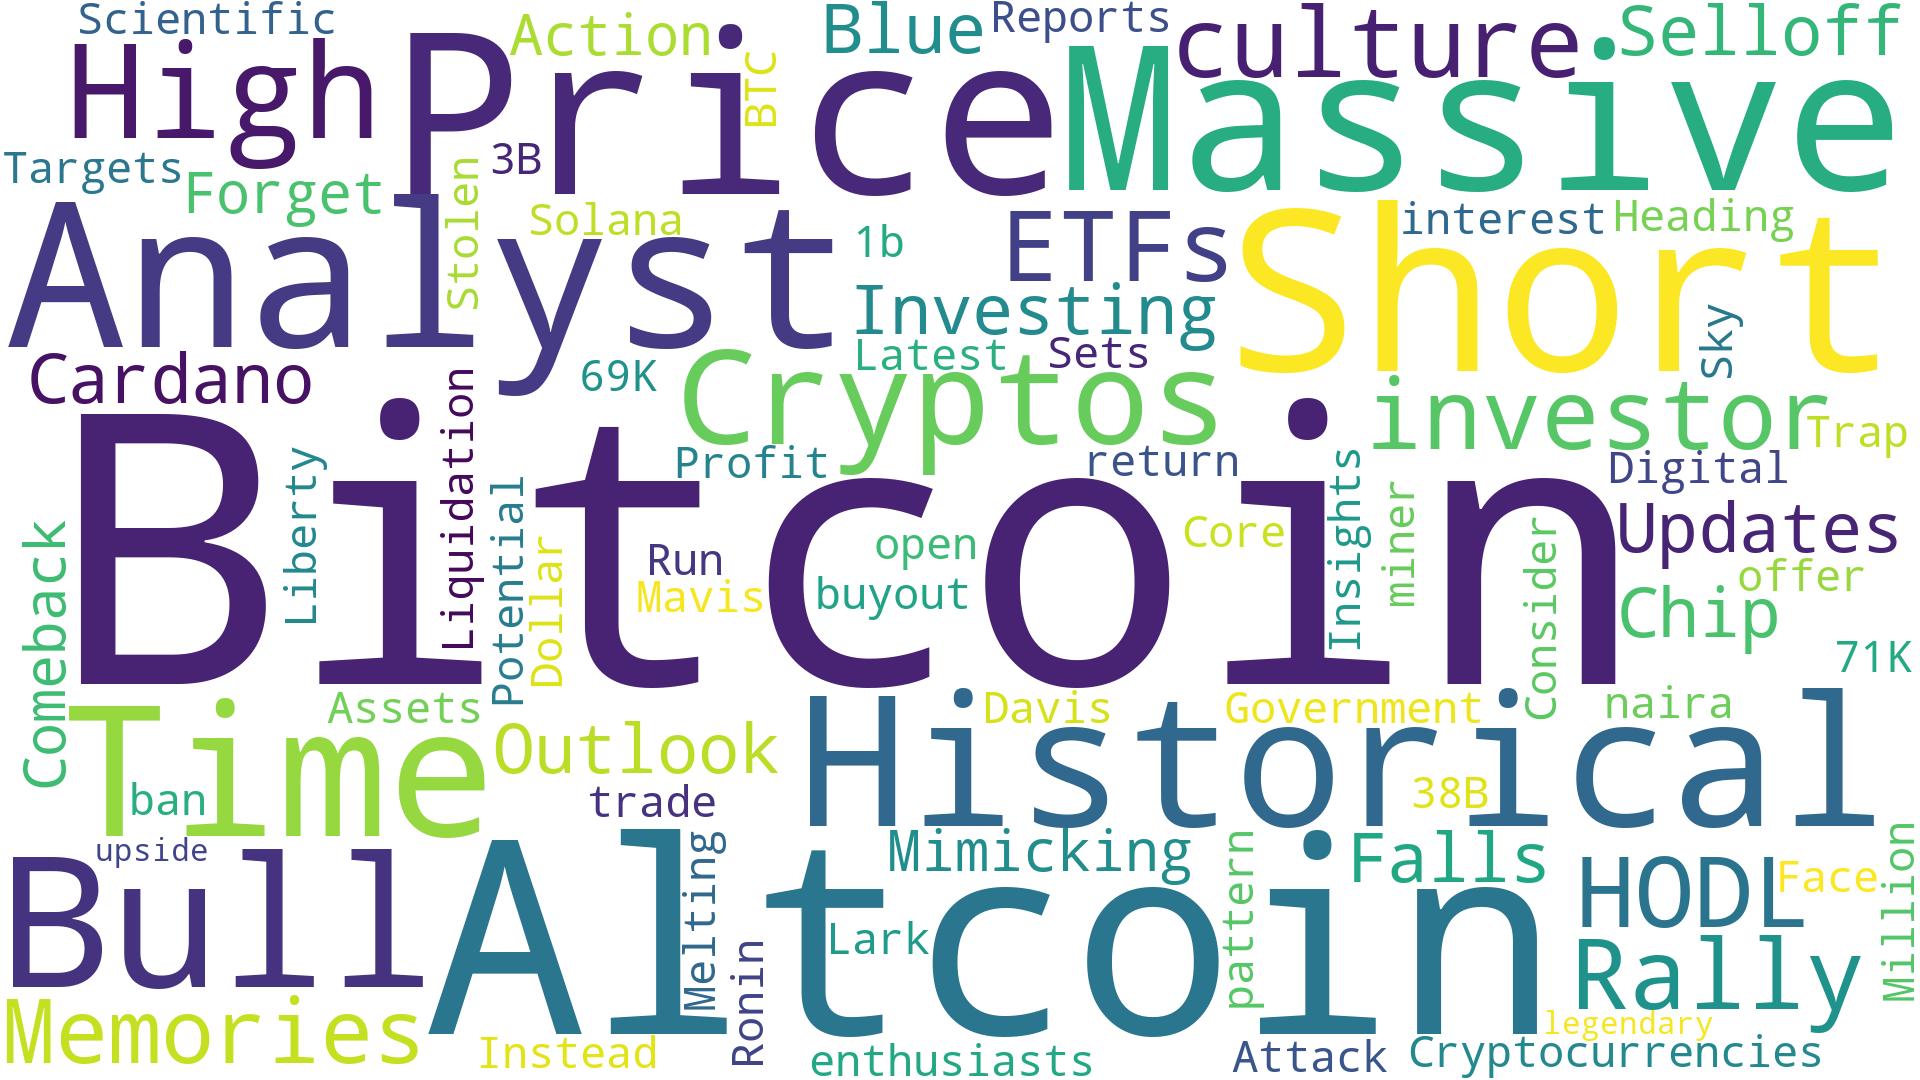 Scientific
High
Price
Action
BTC
Blue
Reports
culture
Massive
Selloff
Targets
Forget
Stolen
3B
Solana
1b
ETFs
interest
Heading
Analyst
Short
Investing
Sky
Cardano
69K
Latest
Sets
Cryptos
investor
Trap
Bitcoin
Liberty
Liquidation
Potential
Dollar
Profit
return
Insights
miner
Consider
Digital
Updates
Comeback
Run
Mavis
open
buyout
Core
offer
Chip
71K
Time
Assets
Outlook
Davis
Government
naira
Historical
38B
ban
trade
upside
Bull
Altcoin
Melting
Ronin
Mimicking
Lark
pattern
Falls
HODL
Face
Million
Rally
Memories
Instead
enthusiasts
Attack
legendary
Cryptocurrencies